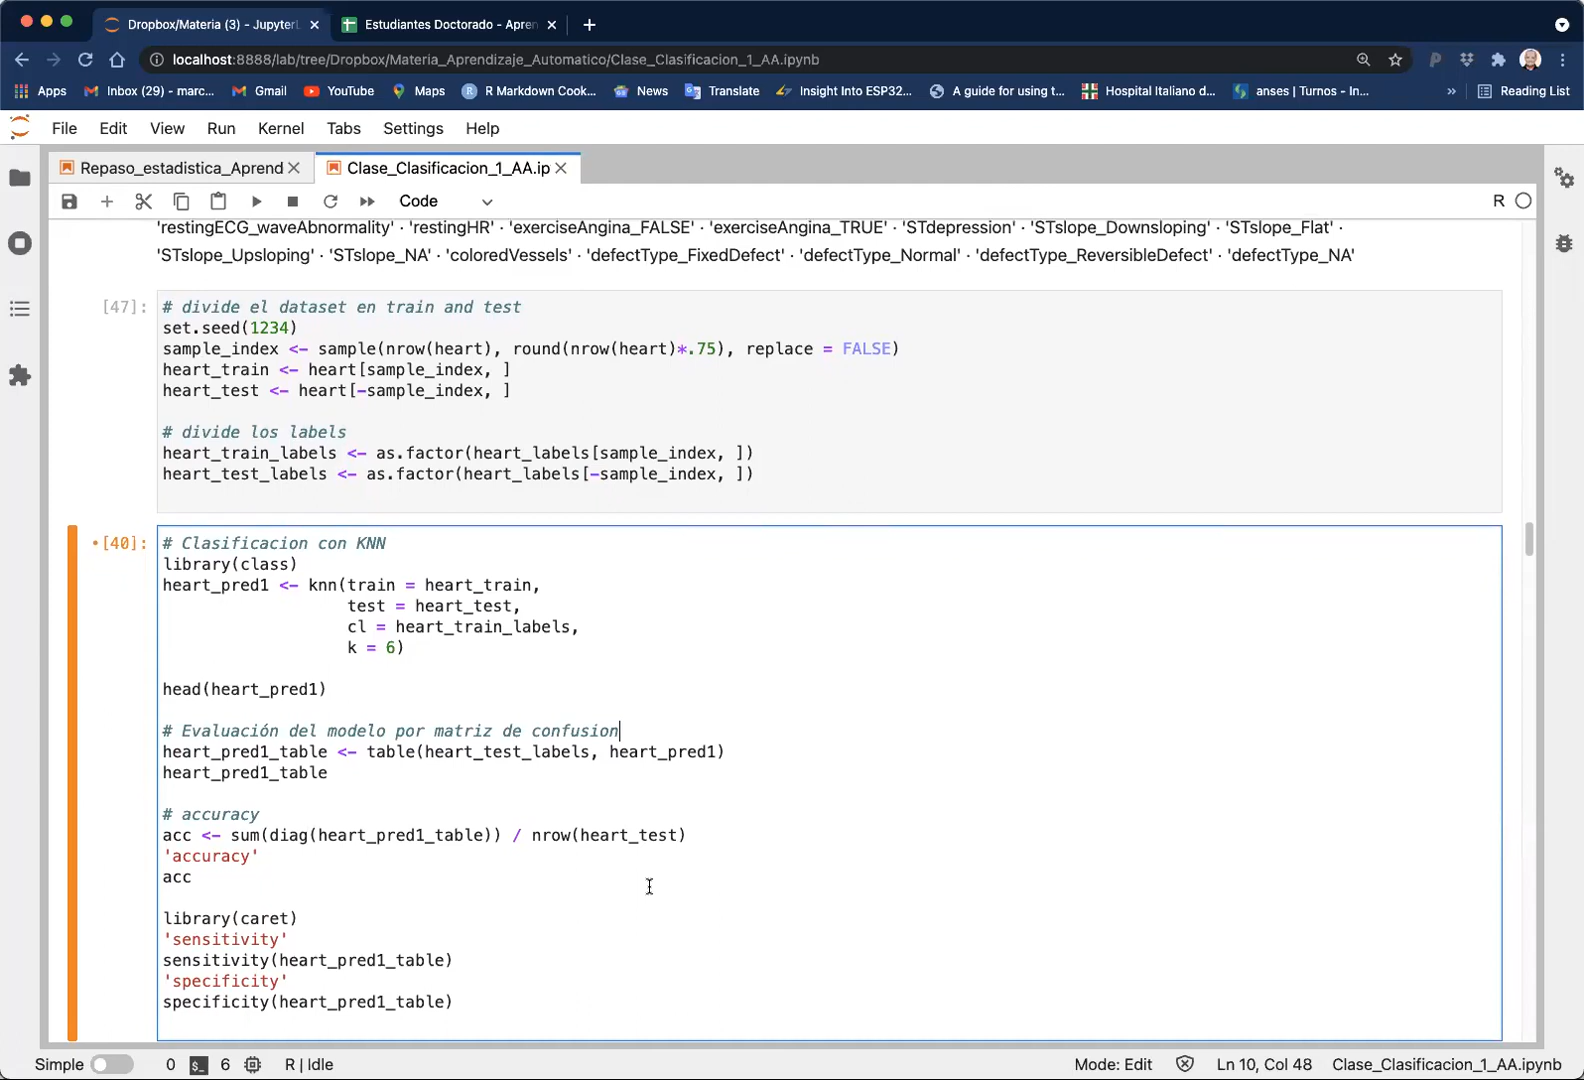 Dropbox/Materia (3) - JupyterL
Estudiantes Doctorado - Apren
localhost:8888/lab/tree/Dropbox/Materia_Aprendizaje_Automatico/Clase_Clasificacion_1_AA.ipynb
Apps
Inbox (29) - marc...
Gmail
YouTube
Maps
R Markdown Cook...
News
Translate
Insight Into ESP32...
A guide for using t...
Hospital Italiano d...
anses | Turnos - In...
»
Reading List
File Edit View Run Kernel Tabs Settings Help
Repaso_estadistica_Aprend
Clase_Clasificacion_1_AA.ip
Code
R
'restingECG_waveAbnormality' · 'restingHR' · 'exerciseAngina_FALSE' · 'exerciseAngina_TRUE' · 'STdepression' · 'STslope_Downsloping' · 'STslope_Flat' ·
'STslope_Upsloping' · 'STslope_NA' · 'coloredVessels' · 'defectType_FixedDefect' · 'defectType_Normal' · 'defectType_ReversibleDefect' · 'defectType_NA'
[47]: # divide el dataset en train and test
set.seed(1234)
sample_index <- sample(nrow(heart), round(nrow(heart)*.75), replace = FALSE)
heart_train <- heart[sample_index, ]
heart_test <- heart[-sample_index, ]
# divide los labels
heart_train_labels <- as.factor(heart_labels[sample_index, ])
heart_test_labels <- as.factor(heart_labels[-sample_index, ])
•[40]: # Clasificacion con KNN
library(class)
heart_pred1 <- knn(train = heart_train,
test = heart_test,
cl = heart_train_labels,
k = 6)
head(heart_pred1)
# Evaluación del modelo por matriz de confusion
heart_pred1_table <- table(heart_test_labels, heart_pred1)
heart_pred1_table
# accuracy
acc <- sum(diag(heart_pred1_table)) / nrow(heart_test)
'accuracy'
acc
library(caret)
'sensitivity'
sensitivity(heart_pred1_table)
'specificity'
specificity(heart_pred1_table)
Simple 0 6 R | Idle Mode: Edit Ln 10, Col 48 Clase_Clasificacion_1_AA.ipynb